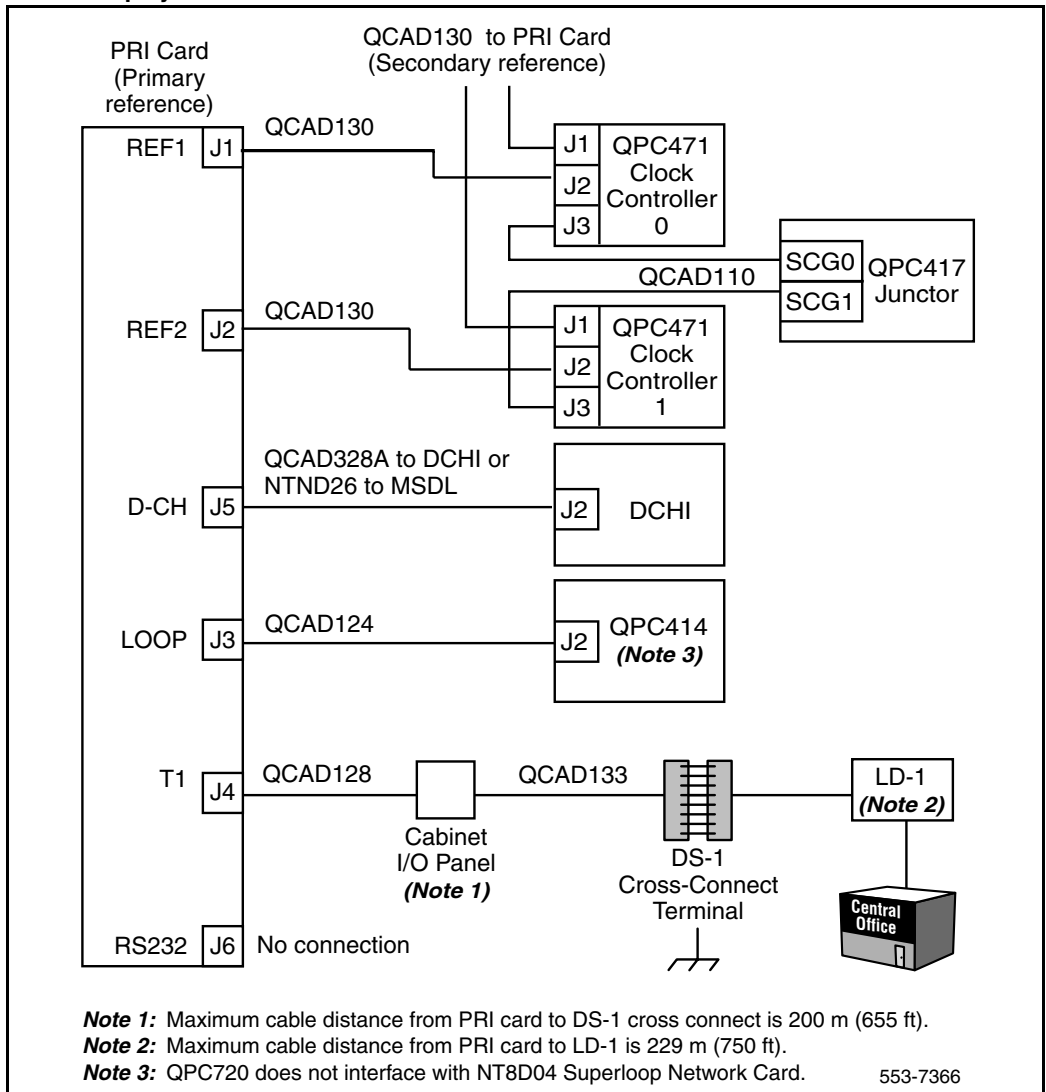 QCAD130 to PRI Card
(Secondary reference)
PRI Card
(Primary
reference)
REF1
J1
QCAD130
J1
J2
J3
QPC471
Clock
Controller
0
SCG0
SCG1
QPC417
Junctor
QCAD110
REF2
J2
QCAD130
J1
J2
J3
QPC471
Clock
Controller
1
QCAD328A to DCHI or
NTND26 to MSDL
D-CH
J5
J2
DCHI
LOOP
J3
QCAD124
J2
QPC414
(Note 3)
T1
J4
QCAD128
Cabinet
I/O Panel
(Note 1)
QCAD133
DS-1
Cross-Connect
Terminal
LD-1
(Note 2)
Central
Office
RS232
J6
No connection
Note 1: Maximum cable distance from PRI card to DS-1 cross connect is 200 m (655 ft).
Note 2: Maximum cable distance from PRI card to LD-1 is 229 m (750 ft).
Note 3: QPC720 does not interface with NT8D04 Superloop Network Card.
553-7366